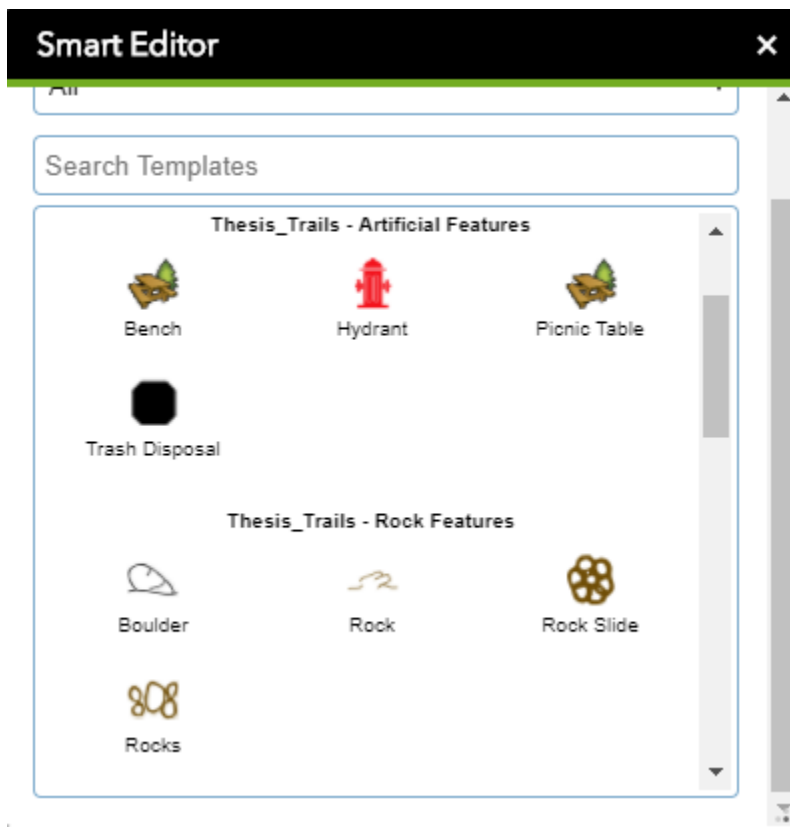 Smart Editor
All
Search Templates
Thesis_Trails - Artificial Features
Bench Hydrant Picnic Table
Trash Disposal
Thesis_Trails - Rock Features
Boulder Rock Rock Slide
Rocks